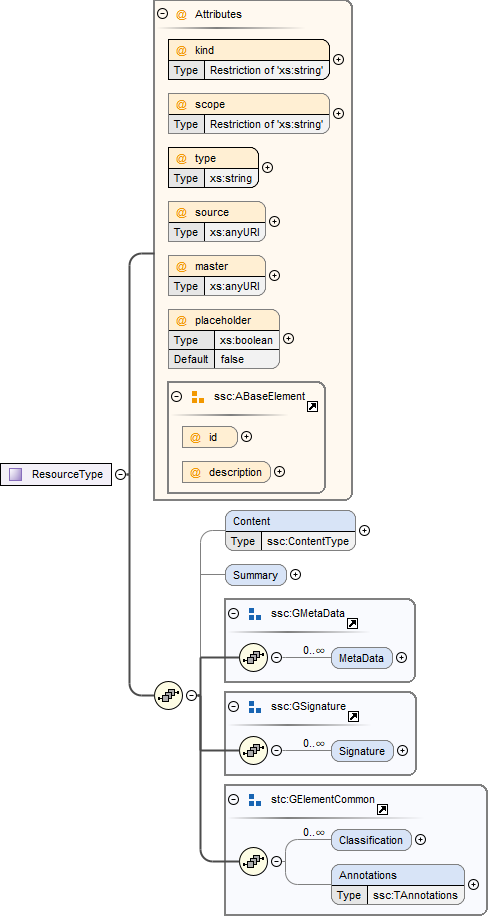 @ Attributes
@ kind
Type Restriction of 'xs:string'
@ scope
Type Restriction of 'xs:string'
@ type
Type xs:string
@ source
Type xs:anyURI
@ master
Type xs:anyURI
@ placeholder
Type xs:boolean
Default false
ssc:ABaseElement
@ id
@ description
ResourceType
Content
Type ssc:ContentType
Summary
ssc:GMetaData
0..∞
MetaData
ssc:GSignature
0..∞
Signature
stc:GElementCommon
0..∞
Classification
Annotations
Type ssc:TAnnotations